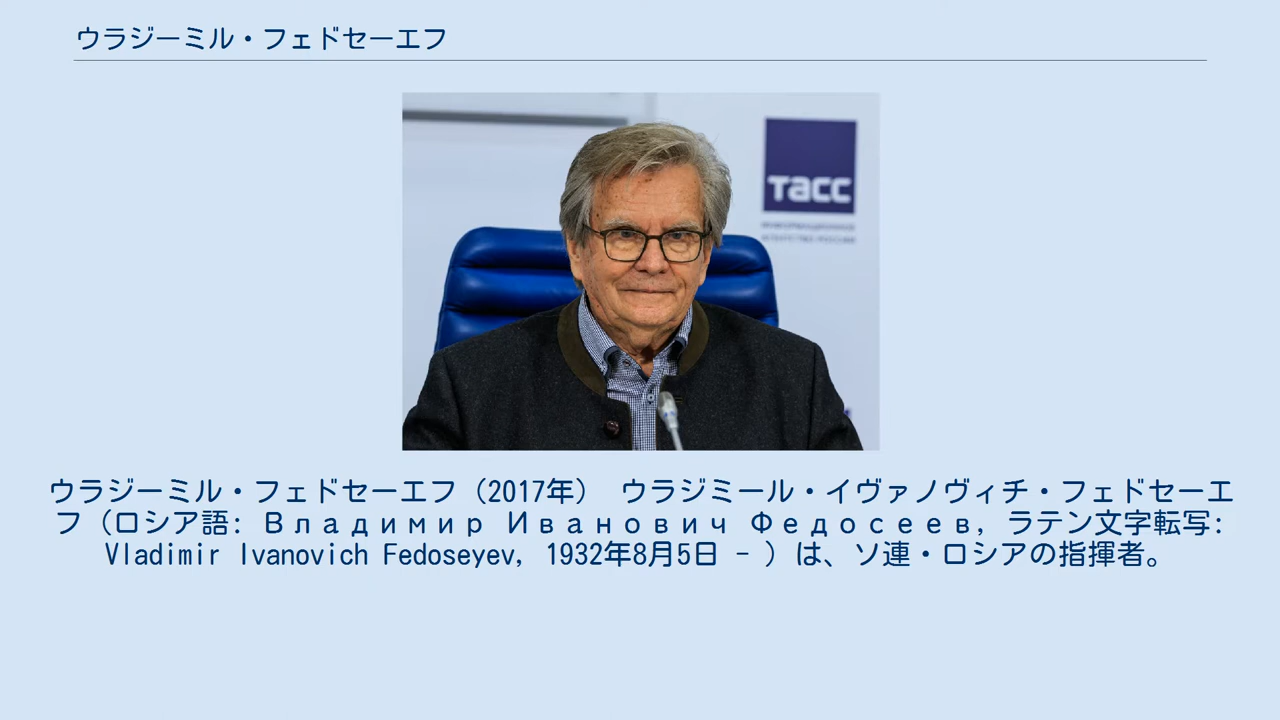 ウラジーミル・フェドセーエフ
тасс
ИНФОРМАЦИОННОЕ
АГЕНТСТВО РОССИИ
ウラジーミル・フェドセーエフ（2017年） ウラジミール・イヴァノヴィチ・フェドセーエ
フ（ロシア語: Владимир Иванович Федосеев, ラテン文字転写:
Vladimir Ivanovich Fedoseyev, 1932年8月5日 - ）は、ソ連・ロシアの指揮者。